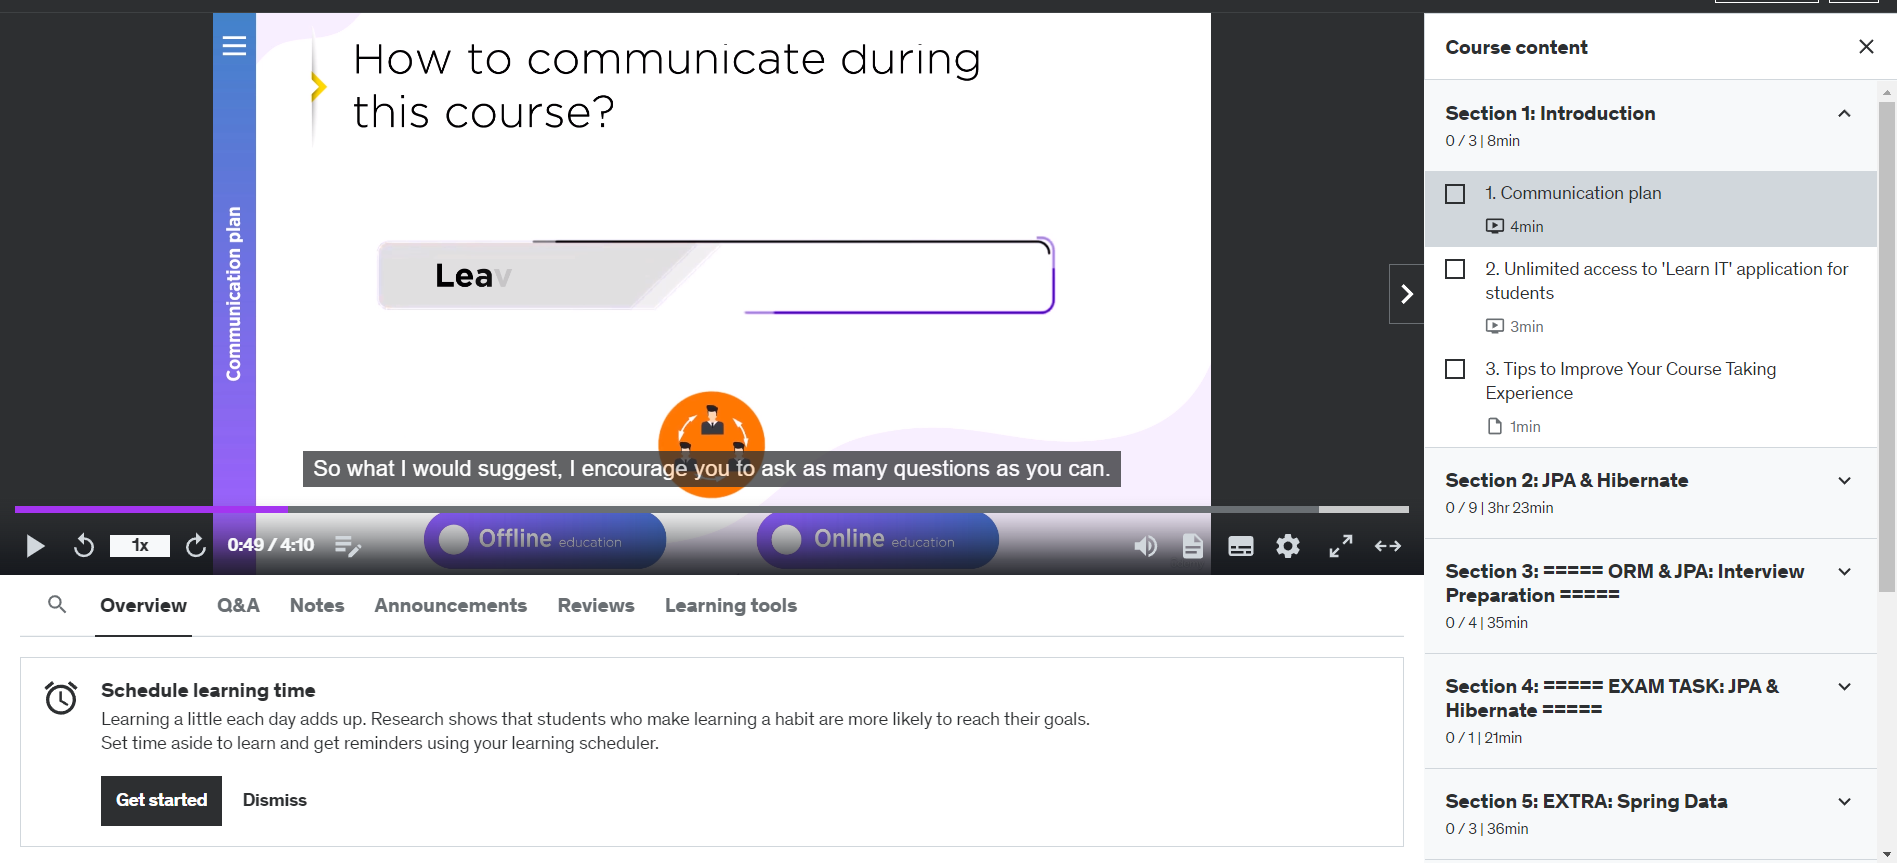 Communication plan
How to communicate during
this course?
Leav
So what I would suggest, I encourage you to ask as many questions as you can.
Offline education
Online education
1x
0:49 / 4:10
Overview
Q&A
Notes
Announcements
Reviews
Learning tools
Schedule learning time
Learning a little each day adds up. Research shows that students who make learning a habit are more likely to reach their goals.
Set time aside to learn and get reminders using your learning scheduler.
Get started
Dismiss
Course content
Section 1: Introduction
0 / 3 | 8min
1. Communication plan
4min
2. Unlimited access to 'Learn IT' application for
students
3min
3. Tips to Improve Your Course Taking
Experience
1min
Section 2: JPA & Hibernate
0 / 9 | 3hr 23min
Section 3: ===== ORM & JPA: Interview
Preparation =====
0 / 4 | 35min
Section 4: ===== EXAM TASK: JPA &
Hibernate =====
0 / 1 | 21min
Section 5: EXTRA: Spring Data
0 / 3 | 36min